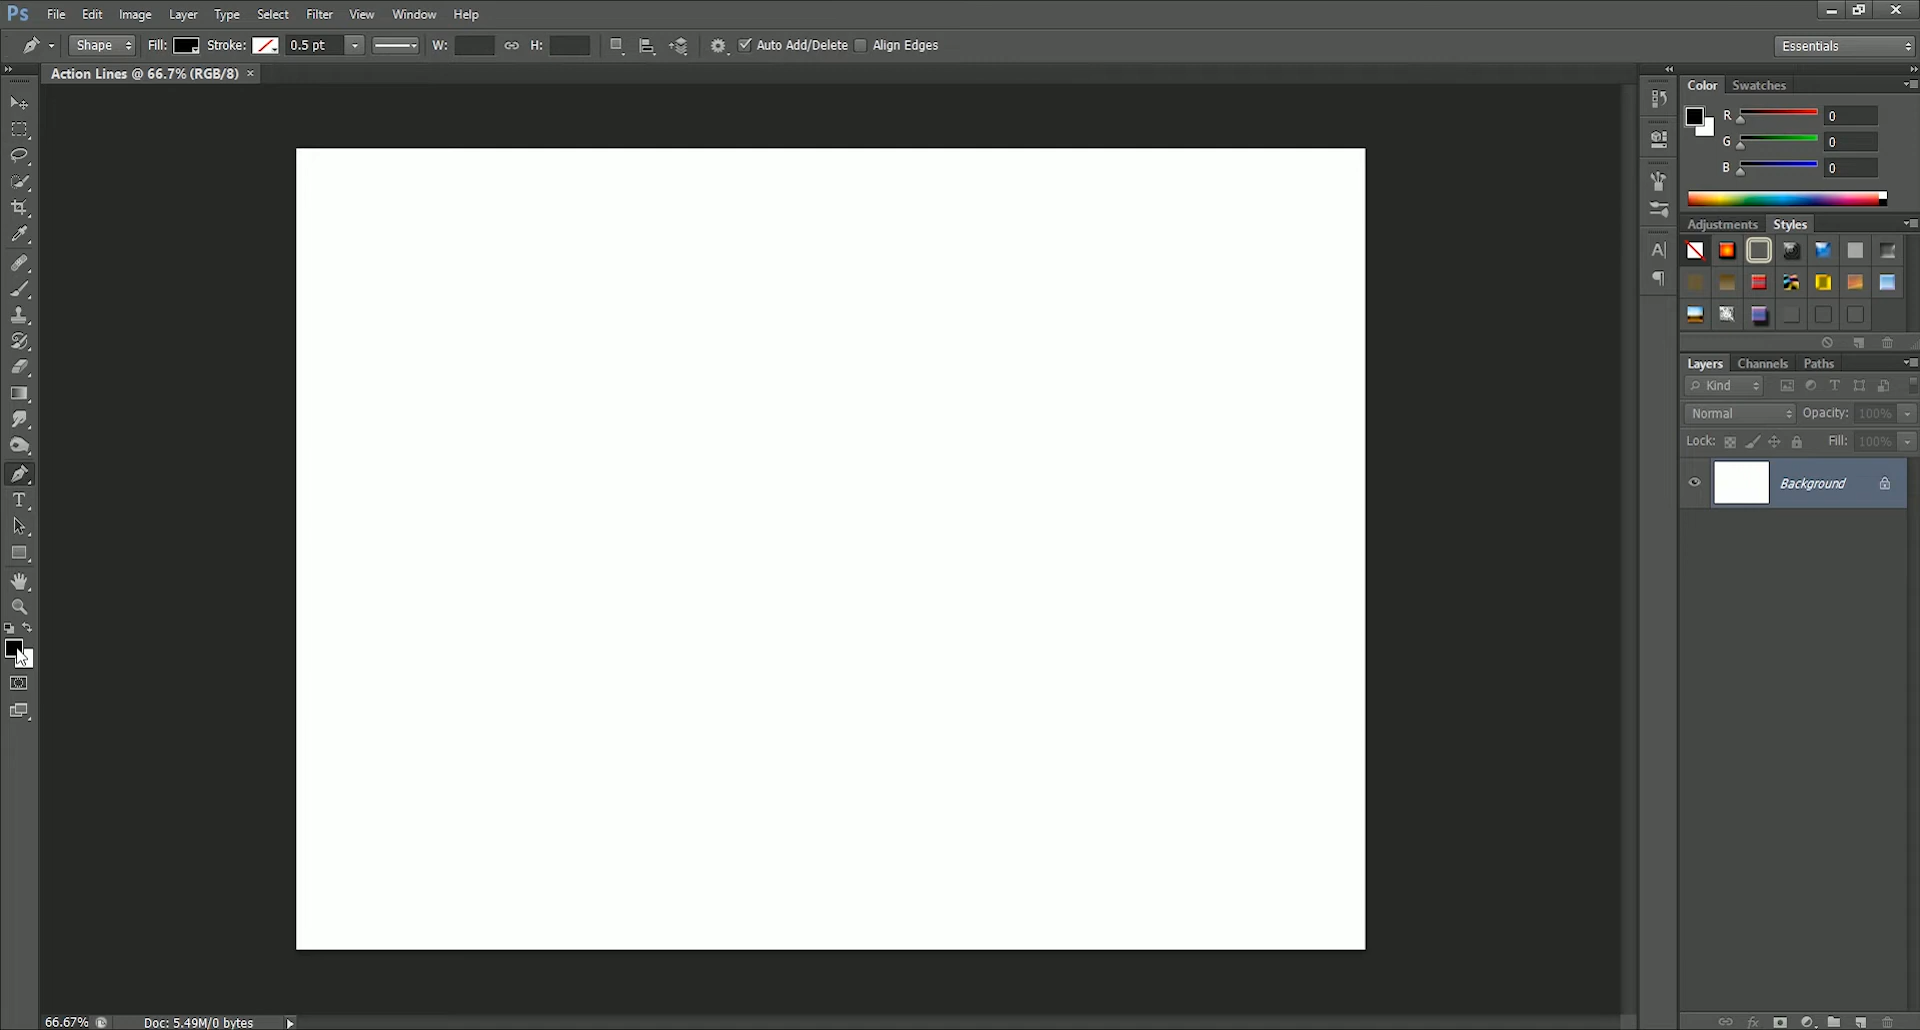 Ps File Edit Image Layer Type Select Filter View Window Help
Shape Fill: Stroke: 0.5 pt W: H: Auto Add/Delete Align Edges Essentials
Action Lines @ 66.7% (RGB/8) ×
Color Swatches
R 0
G 0
B 0
Adjustments Styles
Layers Channels Paths
Kind
Normal Opacity: 100%
Lock: Fill: 100%
Background
66.67% Doc: 5.49M/0 bytes